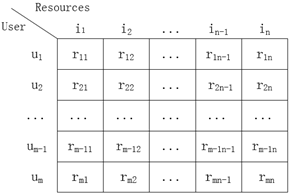 Resources
User i1 i2 ... in-1 in
u1 r11 r12 ... r1n-1 r1n
u2 r21 r22 ... r2n-1 r2n
... ... ... ... ... ...
um-1 rm-11 rm-12 ... rm-1n-1 rm-1n
um rm1 rm2 ... rmn-1 rmn